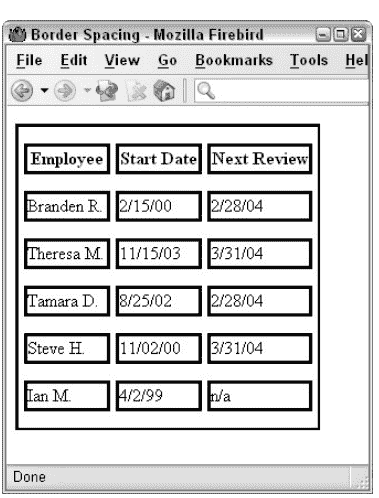 Border Spacing - Mozilla Firebird
File Edit View Go Bookmarks Tools Hel
Employee Start Date Next Review
Branden R. 2/15/00 2/28/04
Theresa M. 11/15/03 3/31/04
Tamara D. 8/25/02 2/28/04
Steve H. 11/02/00 3/31/04
Ian M. 4/2/99 n/a
Done